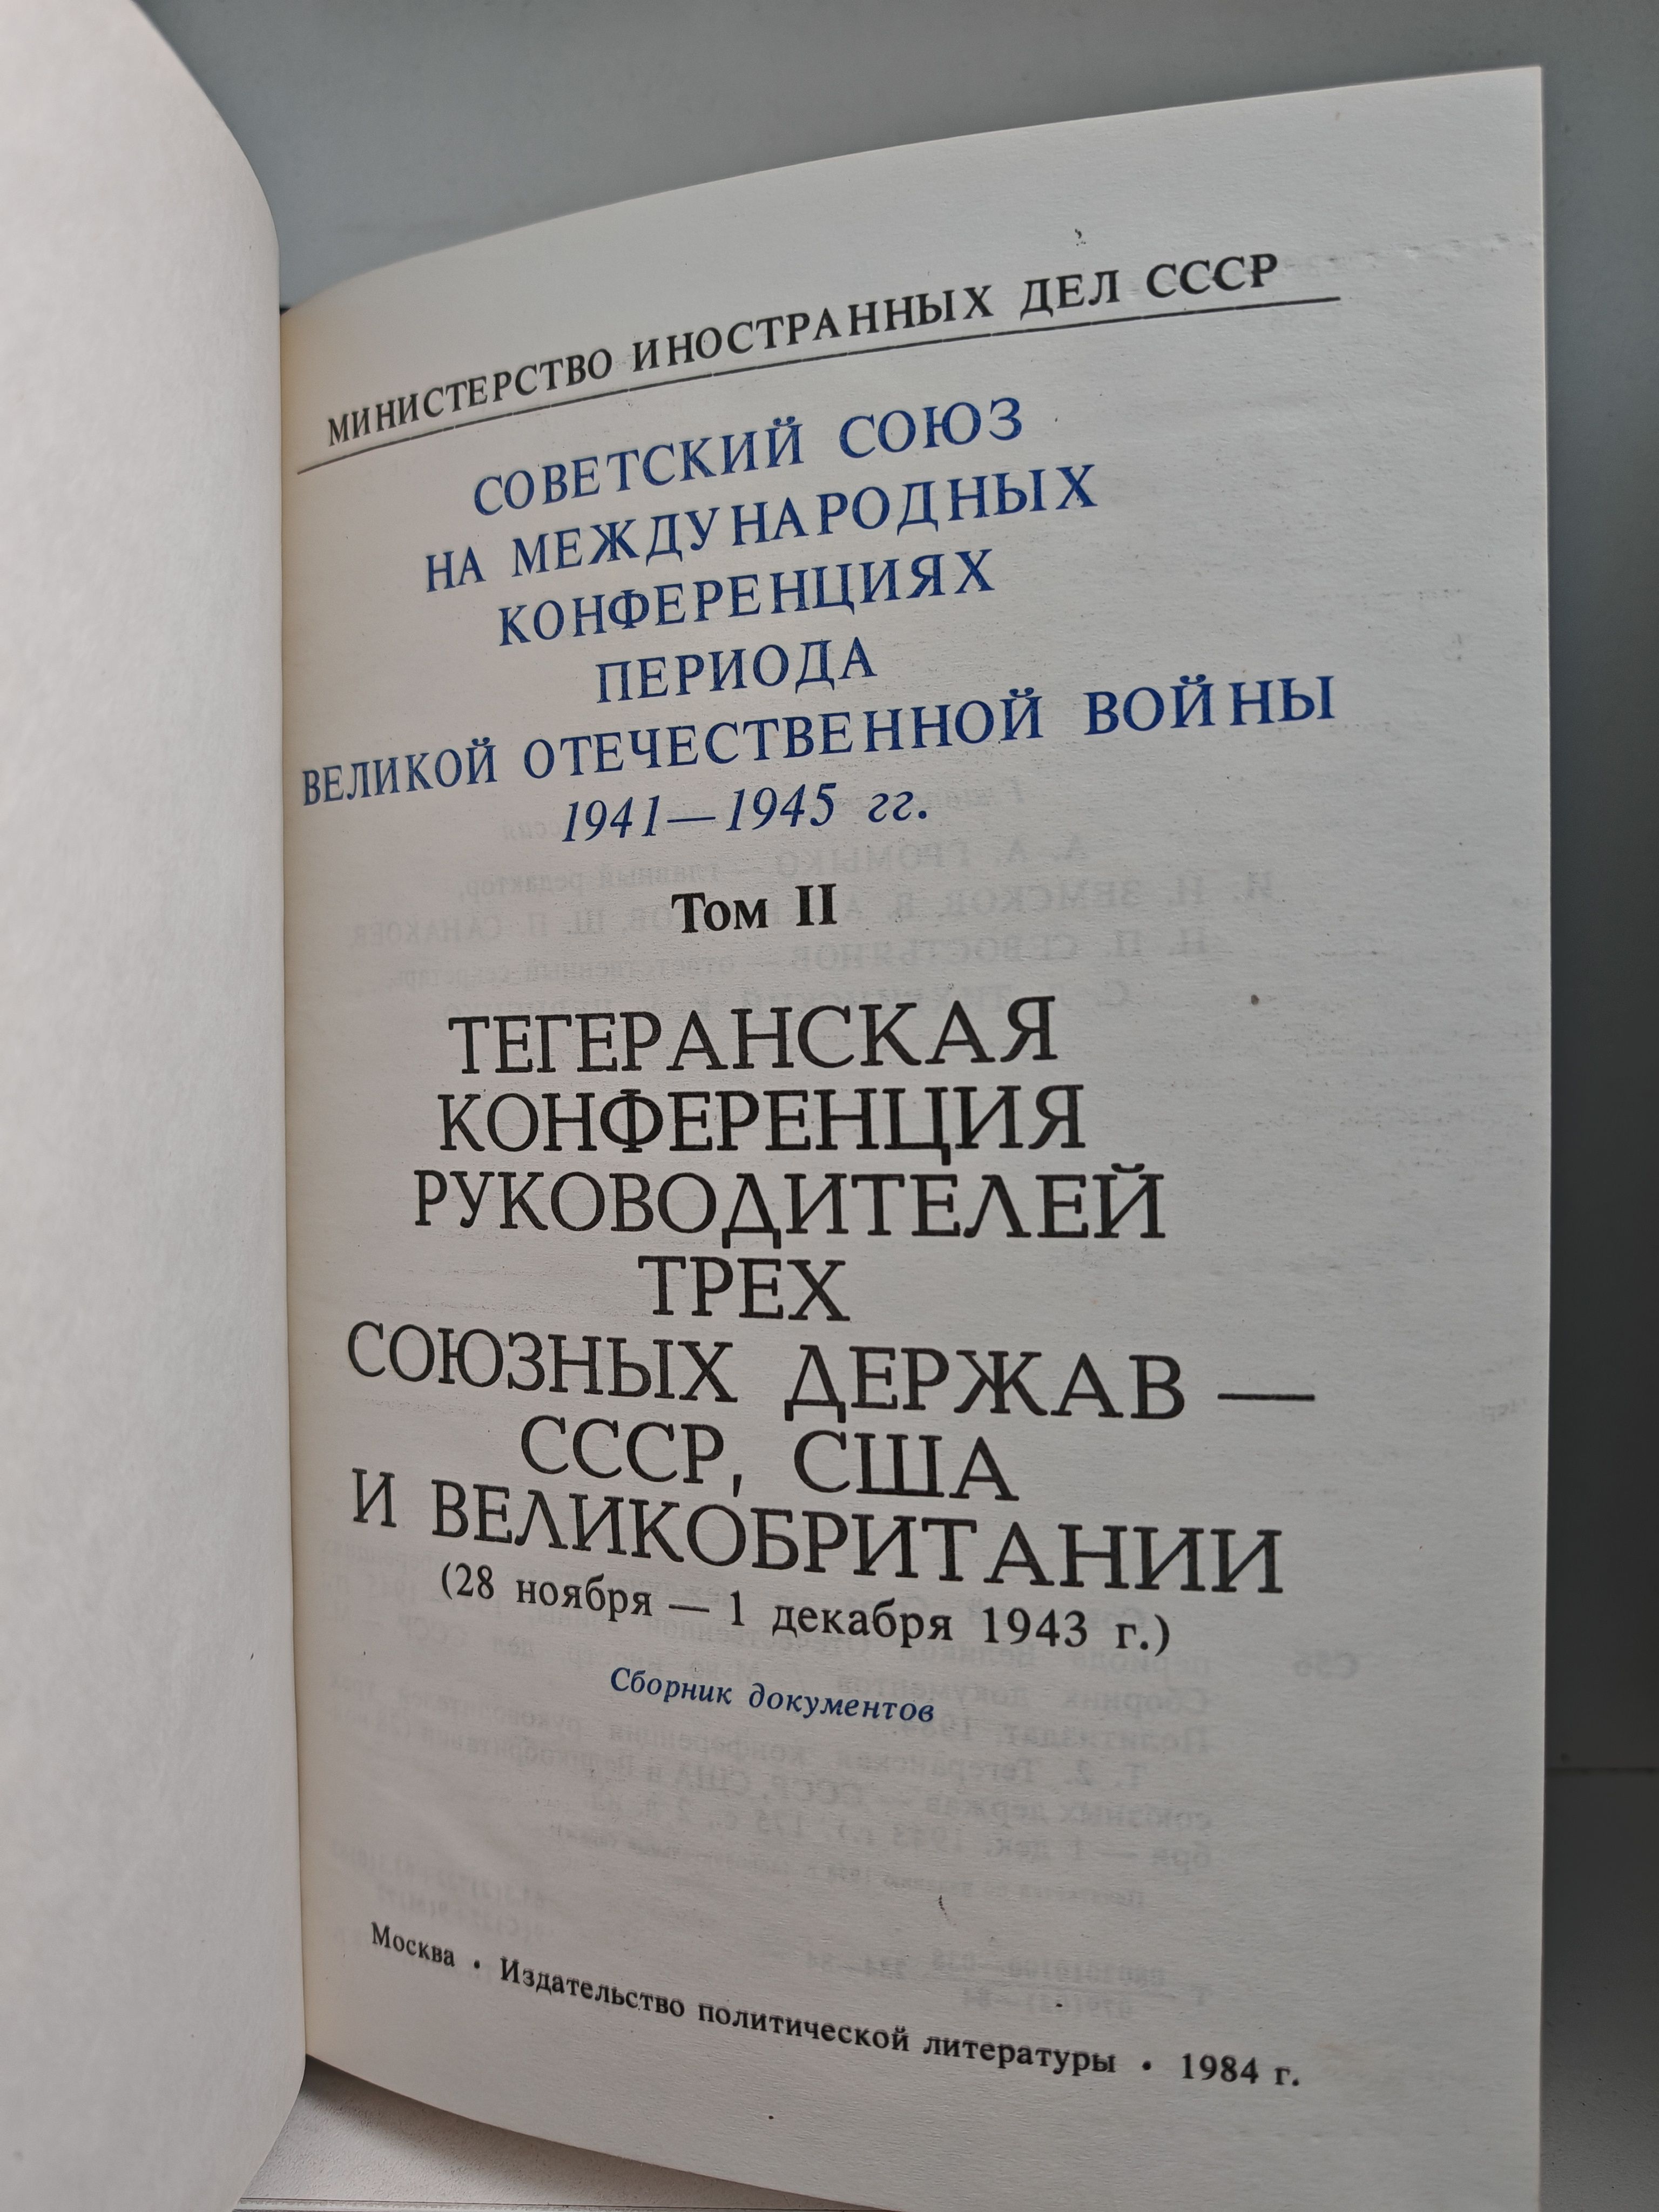 МИНИСТЕРСТВО ИНОСТРАННЫХ ДЕЛ СССР
СОВЕТСКИЙ СОЮЗ
НА МЕЖДУНАРОДНЫХ
КОНФЕРЕНЦИЯХ
ПЕРИОДА
ВЕЛИКОЙ ОТЕЧЕСТВЕННОЙ ВОЙНЫ
1941—1945 гг.
Том II
ТЕГЕРАНСКАЯ
КОНФЕРЕНЦИЯ
РУКОВОДИТЕЛЕЙ
ТРЕХ
СОЮЗНЫХ ДЕРЖАВ —
СССР, США
И ВЕЛИКОБРИТАНИИ
(28 ноября — 1 декабря 1943 г.)
Сборник документов
Москва • Издательство политической литературы • 1984 г.